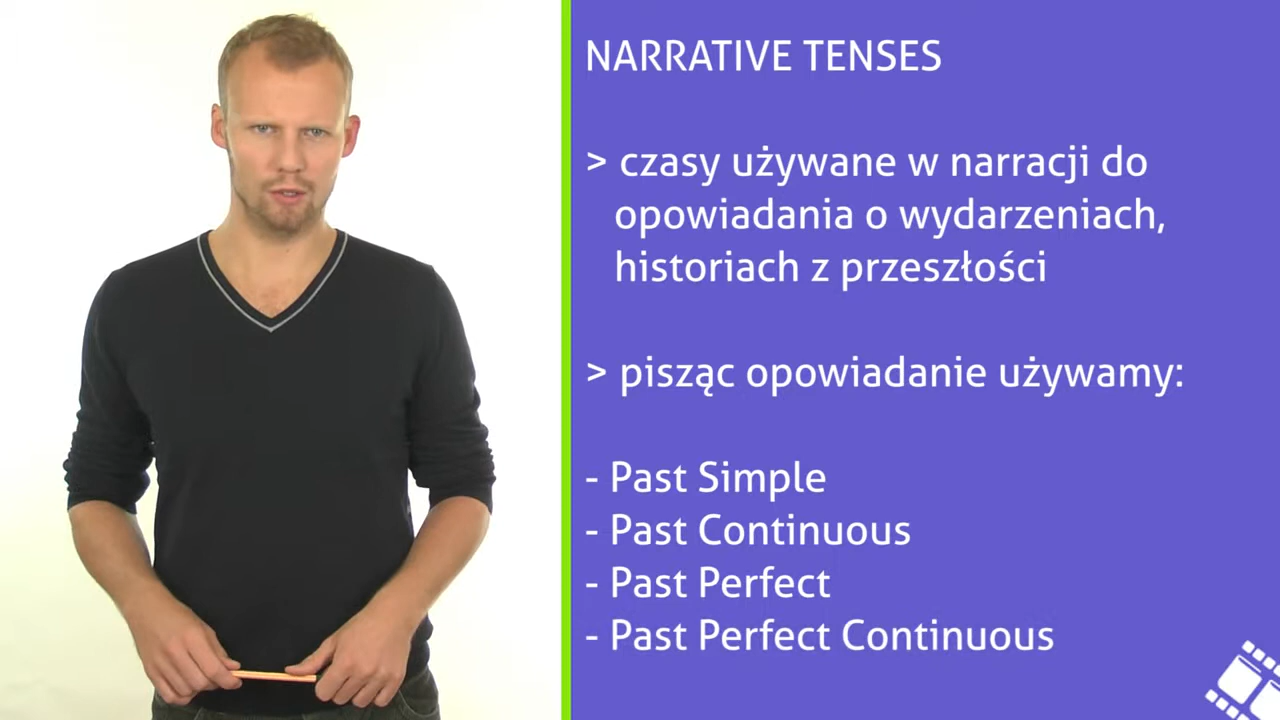 NARRATIVE TENSES
> czasy używane w narracji do
opowiadania o wydarzeniach,
historiach z przeszłości
> pisząc opowiadanie używamy:
- Past Simple
- Past Continuous
- Past Perfect
- Past Perfect Continuous